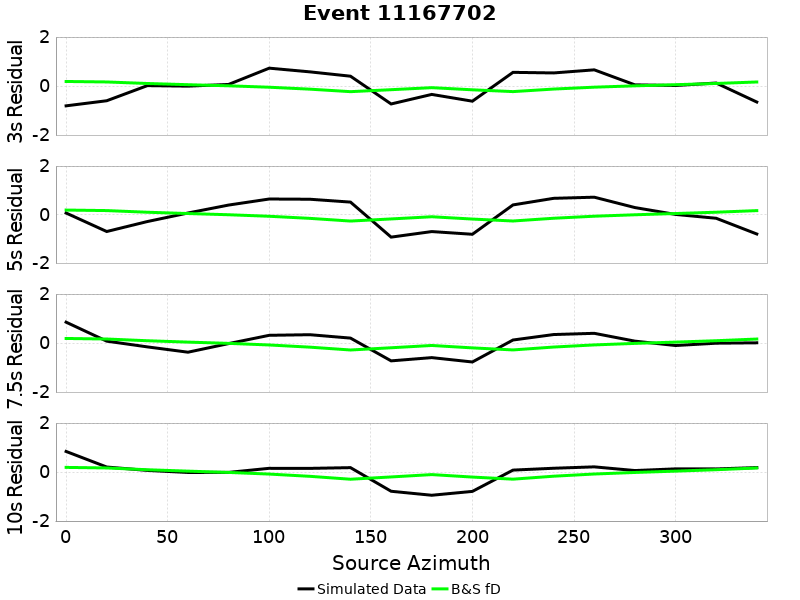 Event 11167702
3s Residual
2
0
-2
5s Residual
2
0
-2
7.5s Residual
2
0
-2
10s Residual
2
0
-2
0 50 100 150 200 250 300
Source Azimuth
Simulated Data B&S fD